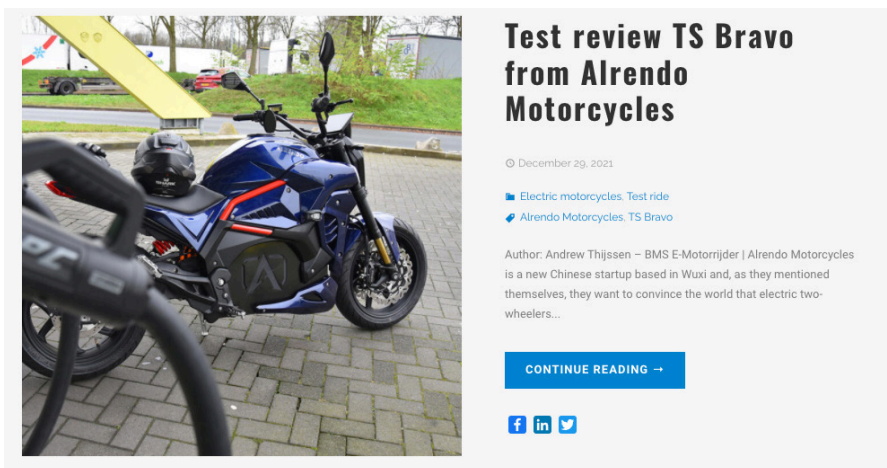 Test review TS Bravo
from Alrendo
Motorcycles
December 29, 2021
Electric motorcycles, Test ride
Alrendo Motorcycles, TS Bravo
Author: Andrew Thijssen – BMS E-Motorrijder | Alrendo Motorcycles
is a new Chinese startup based in Wuxi and, as they mentioned
themselves, they want to convince the world that electric two-
wheelers...
CONTINUE READING →